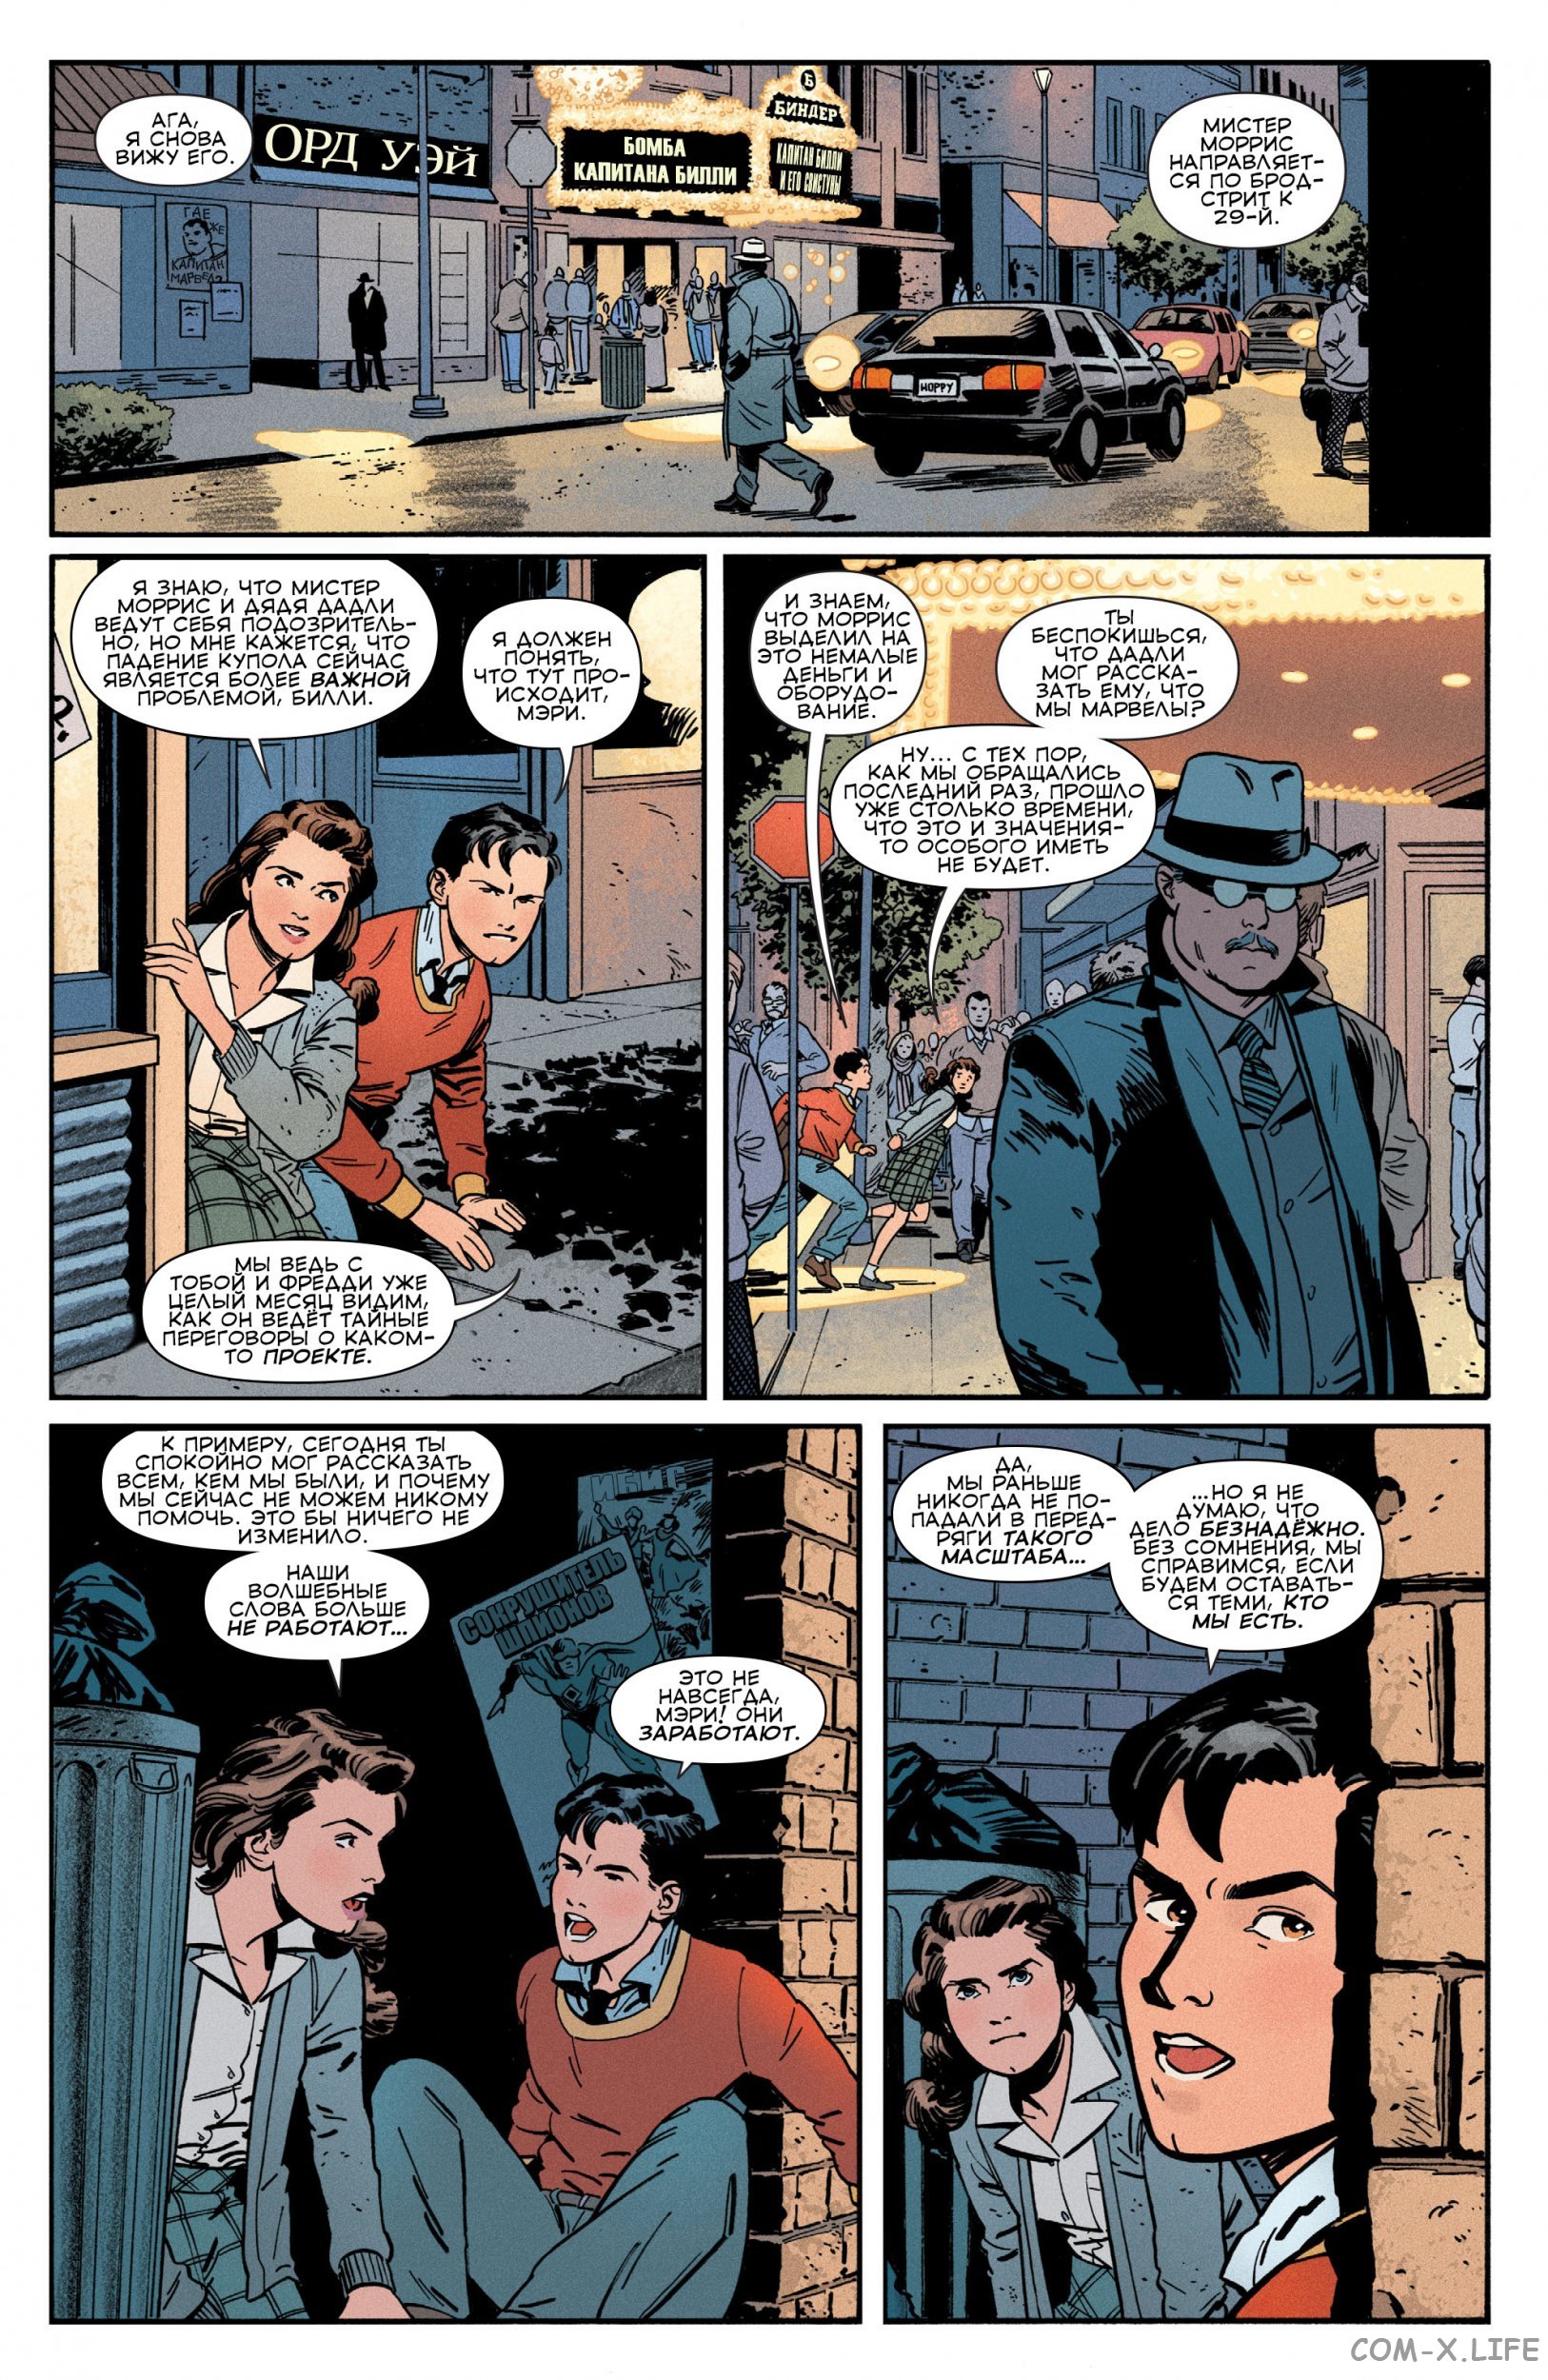 АГА,
Я СНОВА
ВИЖУ ЕГО.
ОРД УЭЙ
БОМБА
КАПИТАНА БИЛЛИ
Б
БИНДЕР
КАПИТАН БИЛЛИ
И ЕГО СВИСТУНЫ
МИСТЕР
МОРРИС
НАПРАВЛЯЕТ-
СЯ ПО БРОД-
СТРИТ К
29-Й.
ГДЕ
ЖЕ
КАПИТАН
МАРВЕЛ?
HOPPY
Я ЗНАЮ, ЧТО МИСТЕР
МОРРИС И ДЯДЯ ДАДЛИ
ВЕДУТ СЕБЯ ПОДОЗРИТЕЛЬ-
НО, НО МНЕ КАЖЕТСЯ, ЧТО
ПАДЕНИЕ КУПОЛА СЕЙЧАС
ЯВЛЯЕТСЯ БОЛЕЕ ВАЖНОЙ
ПРОБЛЕМОЙ, БИЛЛИ.
Я ДОЛЖЕН
ПОНЯТЬ,
ЧТО ТУТ ПРО-
ИСХОДИТ,
МЭРИ.
?
МЫ ВЕДЬ С
ТОБОЙ И ФРЕДДИ УЖЕ
ЦЕЛЫЙ МЕСЯЦ ВИДИМ,
КАК ОН ВЕДЁТ ТАЙНЫЕ
ПЕРЕГОВОРЫ О КАКОМ-
ТО ПРОЕКТЕ.
И ЗНАЕМ,
ЧТО МОРРИС
ВЫДЕЛИЛ НА
ЭТО НЕМАЛЫЕ
ДЕНЬГИ И
ОБОРУДО-
ВАНИЕ.
ТЫ
БЕСПОКИШЬСЯ,
ЧТО ДАДЛИ
МОГ РАССКА-
ЗАТЬ ЕМУ, ЧТО
МЫ МАРВЕЛЫ?
НУ... С ТЕХ ПОР,
КАК МЫ ОБРАЩАЛИСЬ
ПОСЛЕДНИЙ РАЗ, ПРОШЛО
УЖЕ СТОЛЬКО ВРЕМЕНИ,
ЧТО ЭТО И ЗНАЧЕНИЯ-
ТО ОСОБОГО ИМЕТЬ
НЕ БУДЕТ.
К ПРИМЕРУ, СЕГОДНЯ ТЫ
СПОКОЙНО МОГ РАССКАЗАТЬ
ВСЕМ, КЕМ МЫ БЫЛИ, И ПОЧЕМУ
МЫ СЕЙЧАС НЕ МОЖЕМ НИКОМУ
ПОМОЧЬ. ЭТО БЫ НИЧЕГО НЕ
ИЗМЕНИЛО.
НАШИ
ВОЛШЕБНЫЕ
СЛОВА БОЛЬШЕ
НЕ РАБОТАЮТ...
ИБИС
СОКРУШИТЕЛЬ
ШПИОНОВ
ЭТО НЕ
НАВСЕГДА,
МЭРИ! ОНИ
ЗАРАБОТАЮТ.
ДА,
МЫ РАНЬШЕ
НИКОГДА НЕ ПО-
ПАДАЛИ В ПЕРЕД-
РЯГИ ТАКОГО
МАСШТАБА...
...НО Я НЕ
ДУМАЮ, ЧТО
ДЕЛО БЕЗНАДЁЖНО.
БЕЗ СОМНЕНИЯ, МЫ
СПРАВИМСЯ, ЕСЛИ
БУДЕМ ОСТАВАТЬ-
СЯ ТЕМИ, КТО
МЫ ЕСТЬ.
COM-X.LIFE